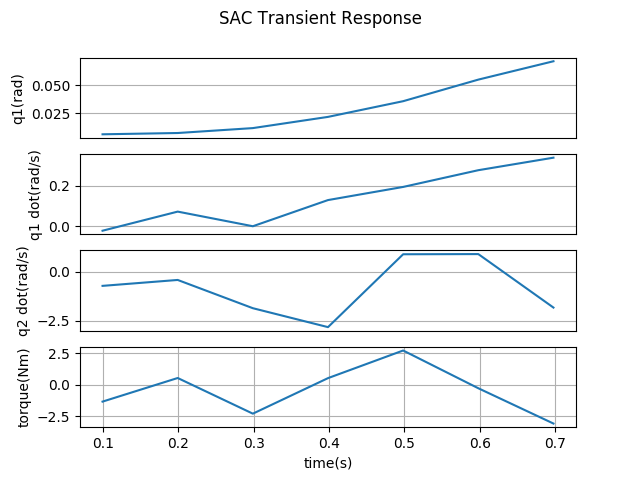 SAC Transient Response
q1(rad)
0.050
0.025
q1 dot(rad/s)
0.2
0.0
q2 dot(rad/s)
0.0
−2.5
torque(Nm)
2.5
0.0
−2.5
0.1 0.2 0.3 0.4 0.5 0.6 0.7
time(s)